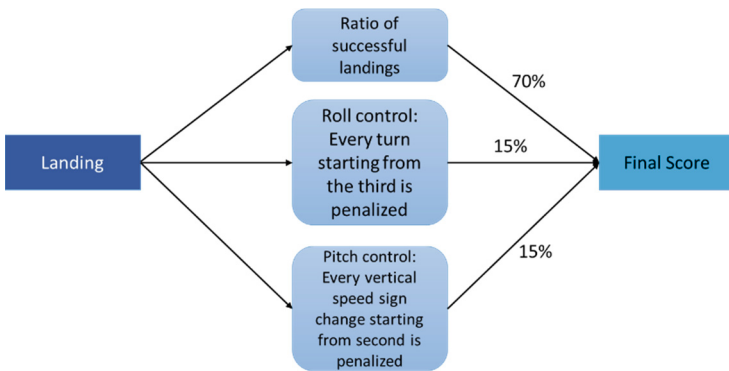 Ratio of
successful
landings
70%
Landing
Roll control:
Every turn
starting from
the third is
penalized
15%
Final Score
Pitch control:
Every vertical
speed sign
change starting
from second is
penalized
15%